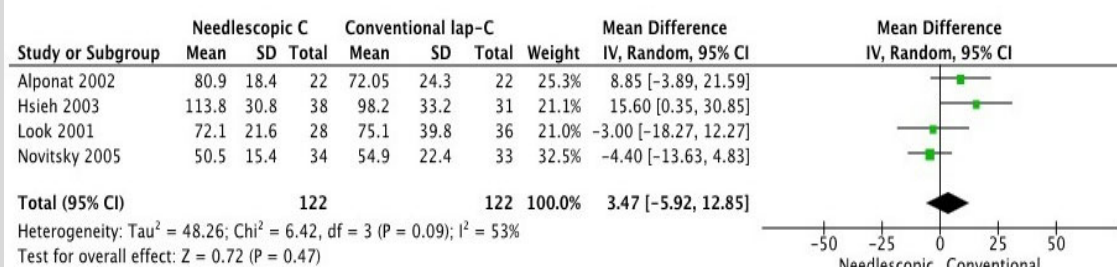 Needlescopic C Conventional lap-C Mean Difference Mean Difference
Study or Subgroup Mean SD Total Mean SD Total Weight IV, Random, 95% CI IV, Random, 95% CI
Alponat 2002 80.9 18.4 22 72.05 24.3 22 25.3% 8.85 [-3.89, 21.59]
Hsieh 2003 113.8 30.8 38 98.2 33.2 31 21.1% 15.60 [0.35, 30.85]
Look 2001 72.1 21.6 28 75.1 39.8 36 21.0% -3.00 [-18.27, 12.27]
Novitsky 2005 50.5 15.4 34 54.9 22.4 33 32.5% -4.40 [-13.63, 4.83]
Total (95% CI) 122 122 100.0% 3.47 [-5.92, 12.85]
Heterogeneity: Tau² = 48.26; Chi² = 6.42, df = 3 (P = 0.09); I² = 53%
Test for overall effect: Z = 0.72 (P = 0.47)
-50 -25 0 25 50
Needlescopic Conventional